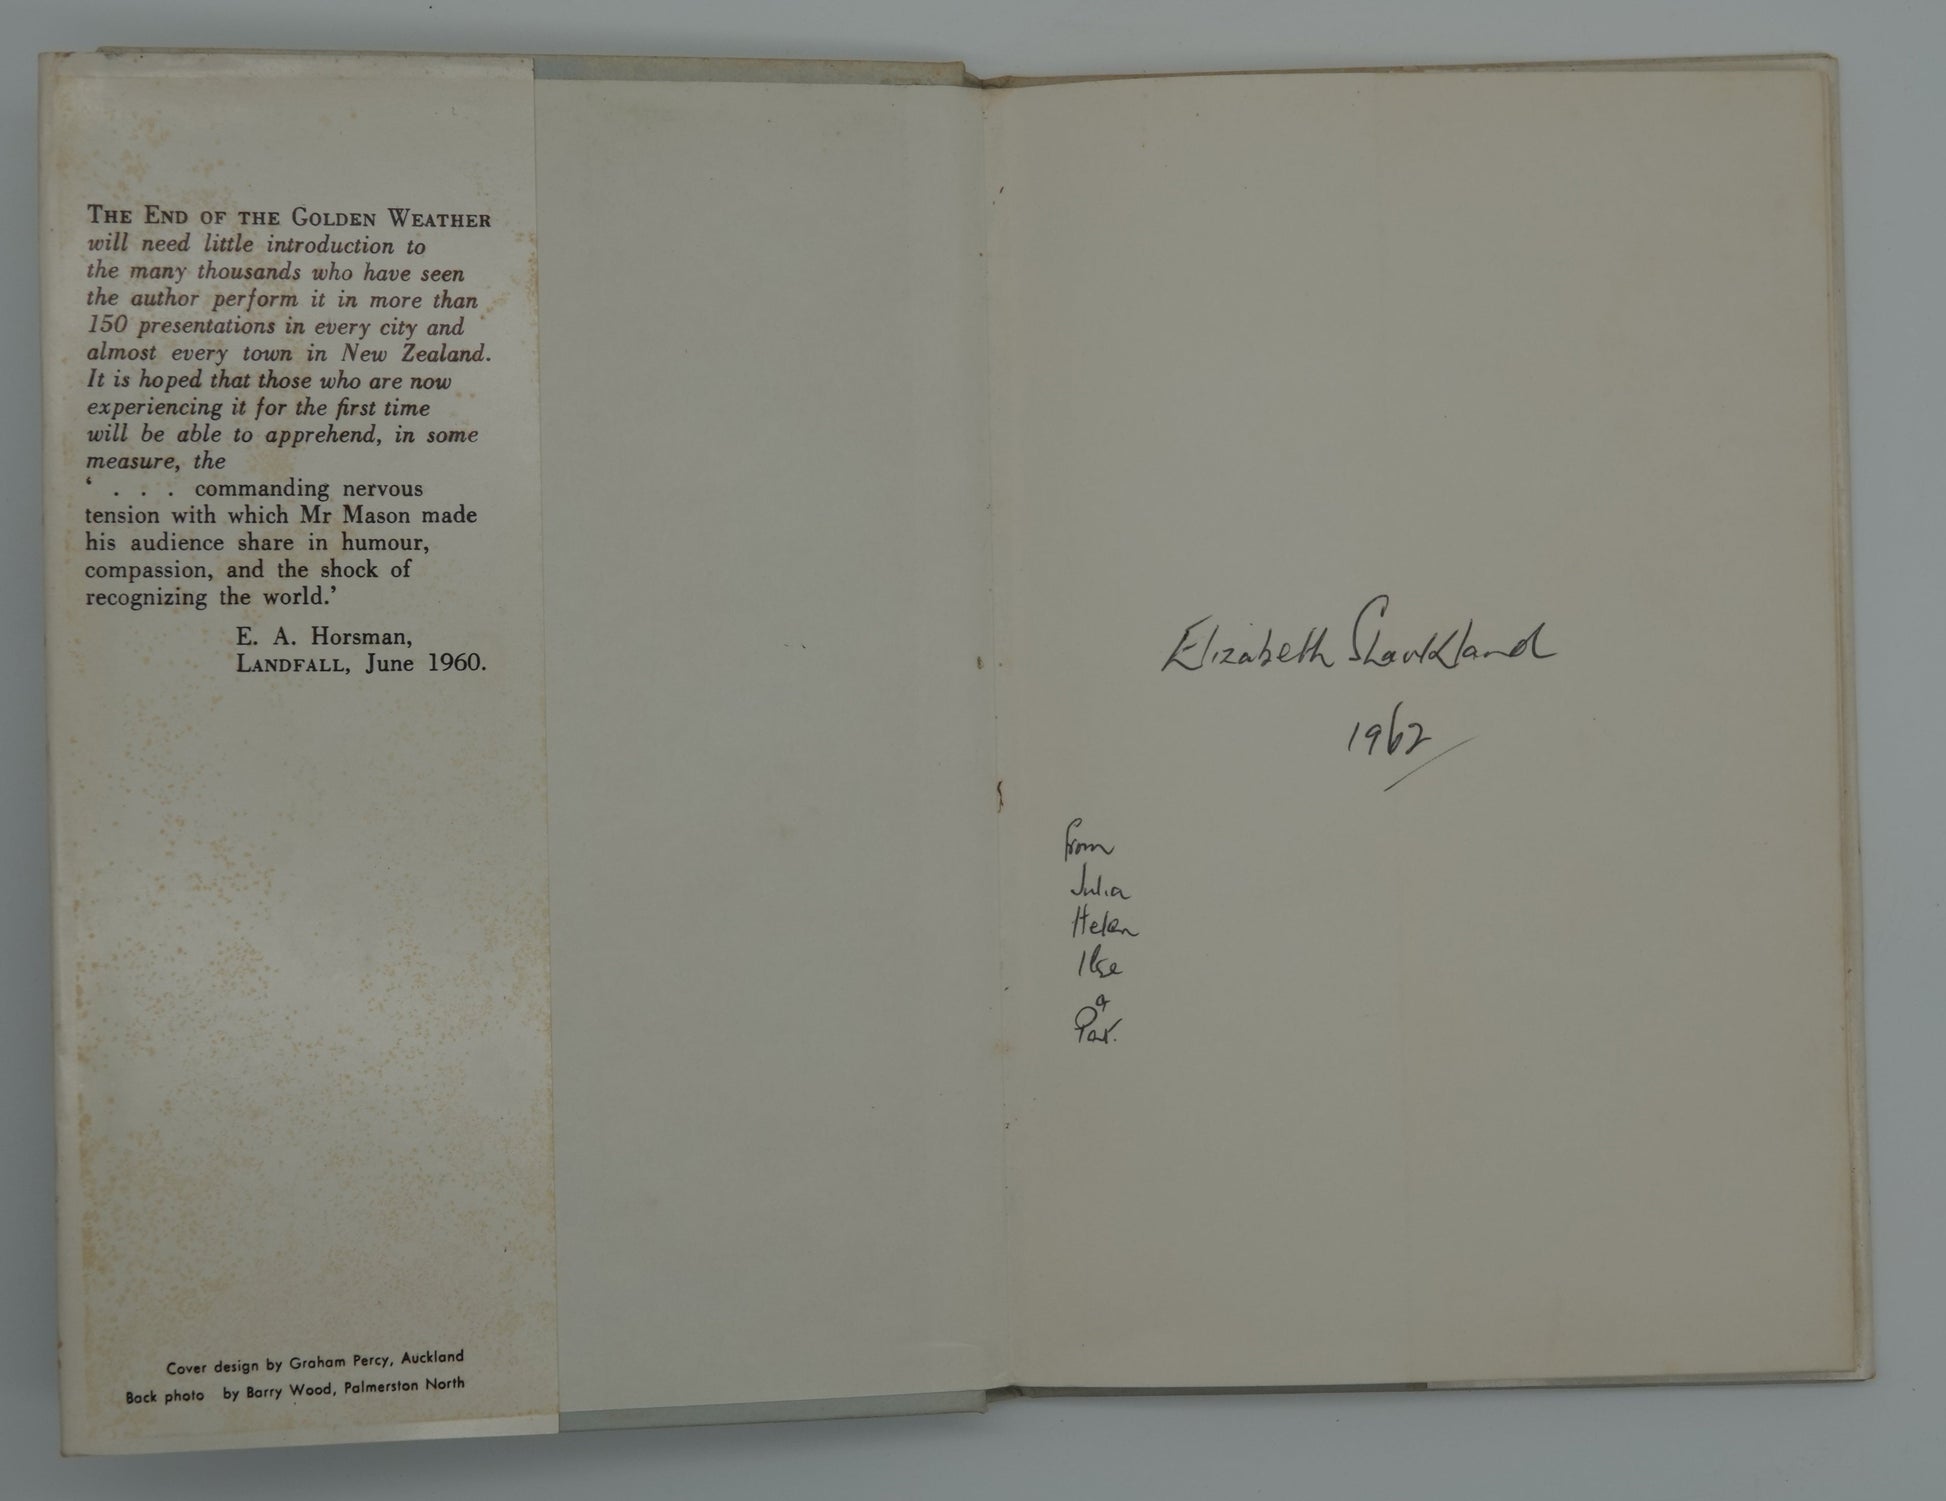 THE END OF THE GOLDEN WEATHER
will need little introduction to
the many thousands who have seen
the author perform it in more than
150 presentations in every city and
almost every town in New Zealand.
It is hoped that those who are now
experiencing it for the first time
will be able to apprehend, in some
measure, the
‘ . . . commanding nervous
tension with which Mr Mason made
his audience share in humour,
compassion, and the shock of
recognizing the world.’
E. A. Horsman,
LANDFALL, June 1960.
Cover design by Graham Percy, Auckland
Back photo by Barry Wood, Palmerston North
Elizabeth
1962
from
Julia
Helen
Ilse
&
Pat.